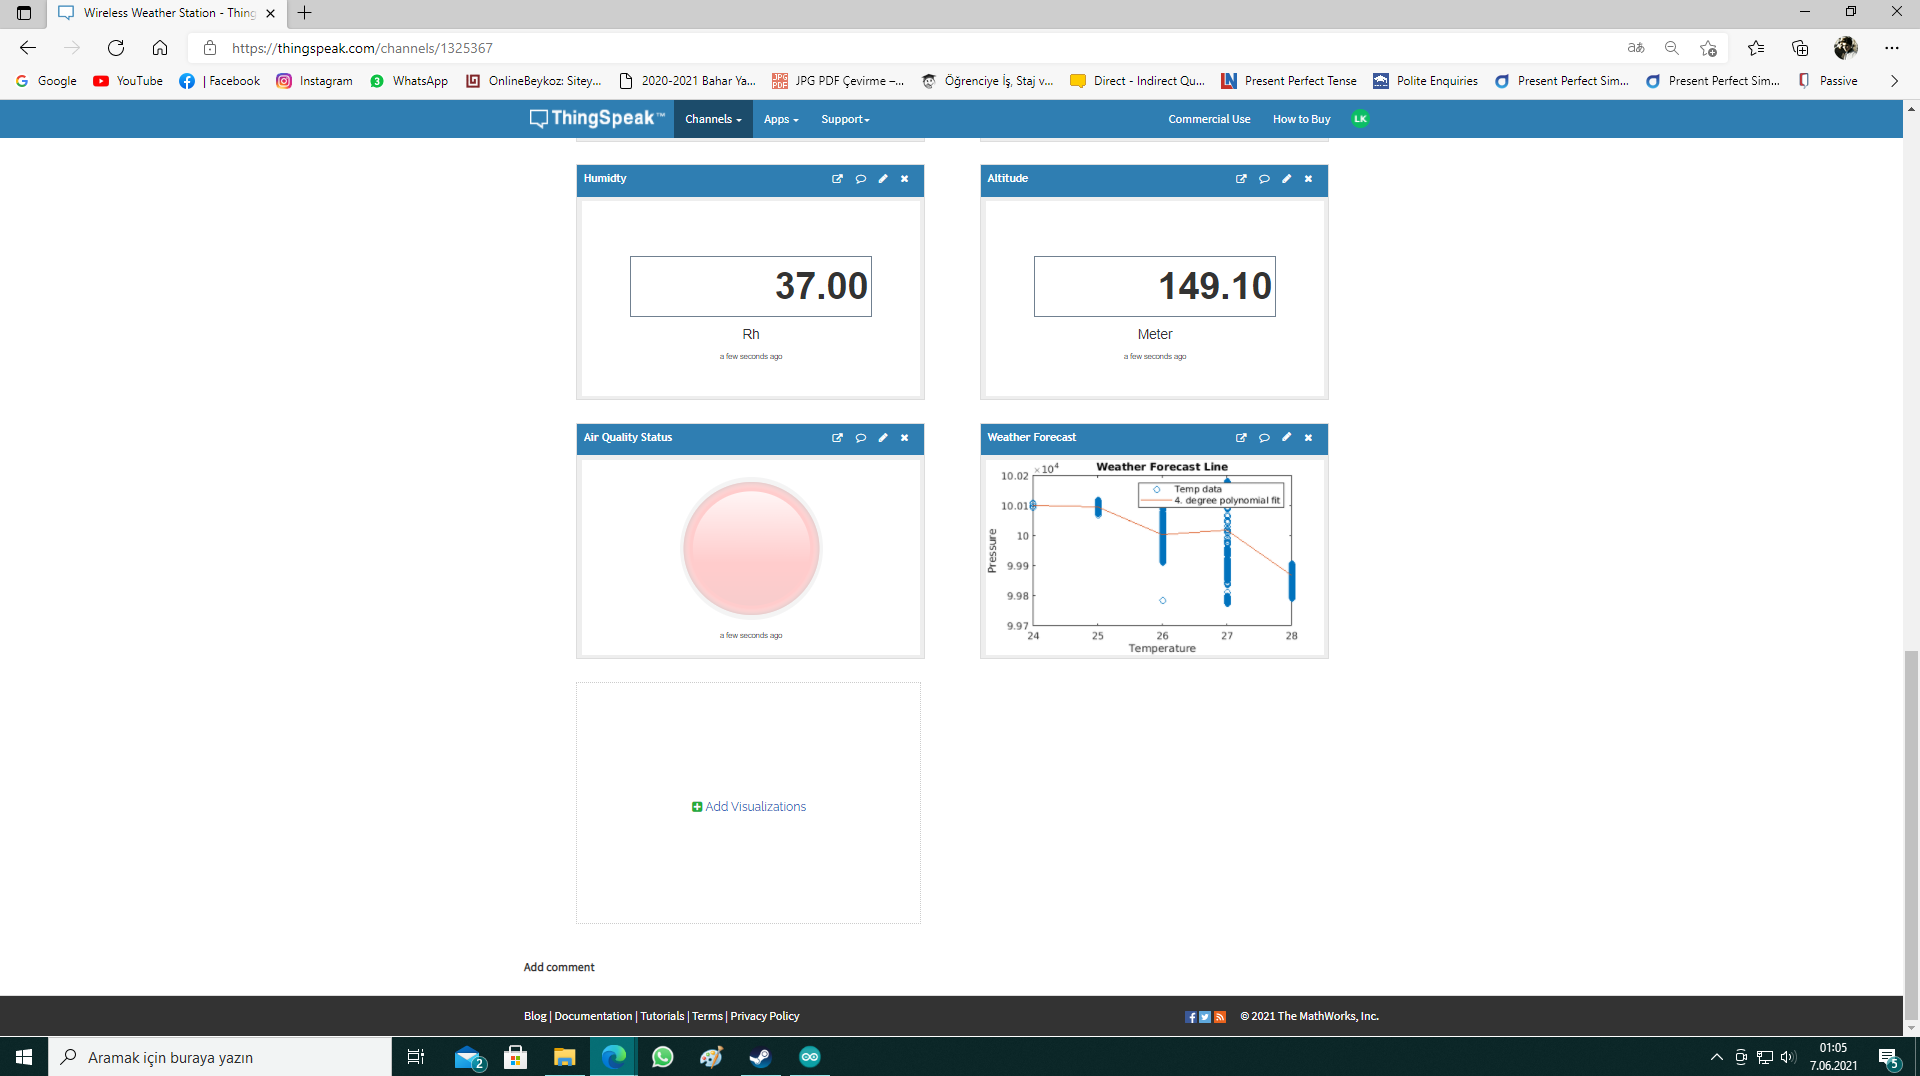 Wireless Weather Station - Thing
https://thingspeak.com/channels/1325367
Google
YouTube
| Facebook
Instagram
3
WhatsApp
OnlineBeykoz: Sitey...
2020-2021 Bahar Ya...
JPG PDF
JPG PDF Çevirme –...
Öğrenciye İş, Staj v...
Direct - Indirect Qu...
Present Perfect Tense
Polite Enquiries
Present Perfect Sim...
Present Perfect Sim...
Passive
ThingSpeak™
Channels
Apps
Support
Commercial Use
How to Buy
LK
Humidty
37.00
Rh
a few seconds ago
Altitude
149.10
Meter
a few seconds ago
Air Quality Status
a few seconds ago
Weather Forecast
Weather Forecast Line
×10⁴
10.02
10.01
10
9.99
9.98
9.97
Pressure
Temp data
4. degree polynomial fit
24 25 26 27 28
Temperature
Add Visualizations
Add comment
Blog | Documentation | Tutorials | Terms | Privacy Policy
© 2021 The MathWorks, Inc.
Aramak için buraya yazın
2
01:05
7.06.2021
5